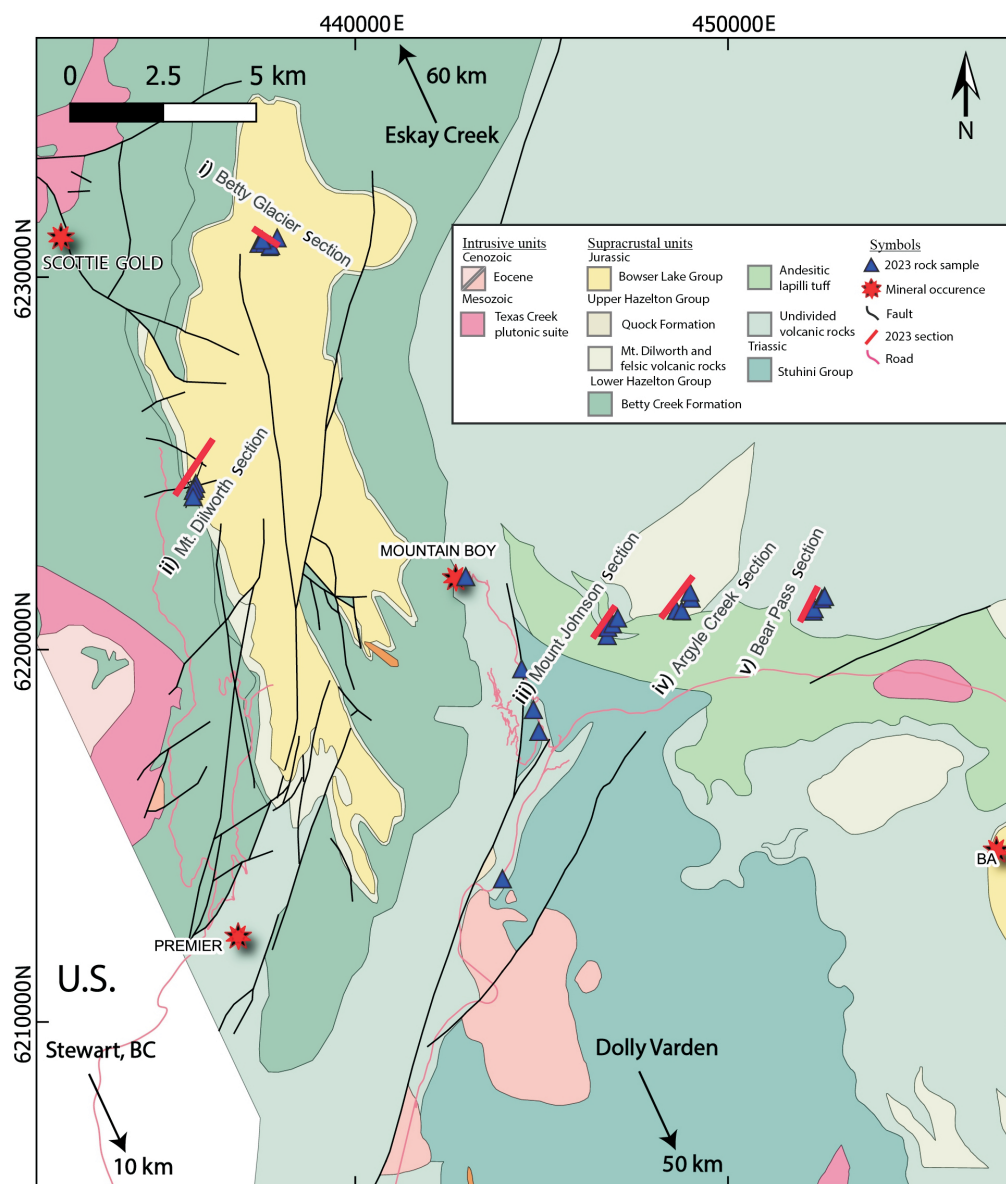 440000E
450000E
0
2.5
5 km
60 km
Eskay Creek
N
i) Betty Glacier section
SCOTTIE GOLD
6230000N
6220000N
6210000N
Intrusive units
Cenozoic
Eocene
Mesozoic
Texas Creek
plutonic suite
Supracrustal units
Jurassic
Bowser Lake Group
Upper Hazelton Group
Quock Formation
Mt. Dilworth and
felsic volcanic rocks
Lower Hazelton Group
Betty Creek Formation
Andesitic
lapilli tuff
Undivided
volcanic rocks
Triassic
Stuhini Group
Symbols
2023 rock sample
Mineral occurence
Fault
2023 section
Road
ii) Mt. Dilworth section
MOUNTAIN BOY
iii) Mount Johnson section
iv) Argyle Creek section
v) Bear Pass section
BA
PREMIER
U.S.
Stewart, BC
10 km
Dolly Varden
50 km